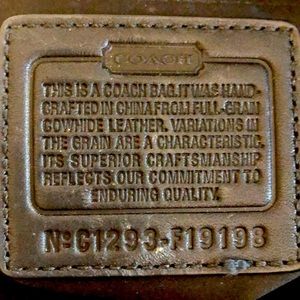 COACH
THIS IS A COACH BAG.IT WAS HAND-
CRAFTED IN CHINA FROM FULL-GRAIN
COWHIDE LEATHER. VARIATIONS IN
THE GRAIN ARE A CHARACTERISTIC.
ITS SUPERIOR CRAFTSMANSHIP
REFLECTS OUR COMMITMENT TO
ENDURING QUALITY.
Nº C1293-F19198